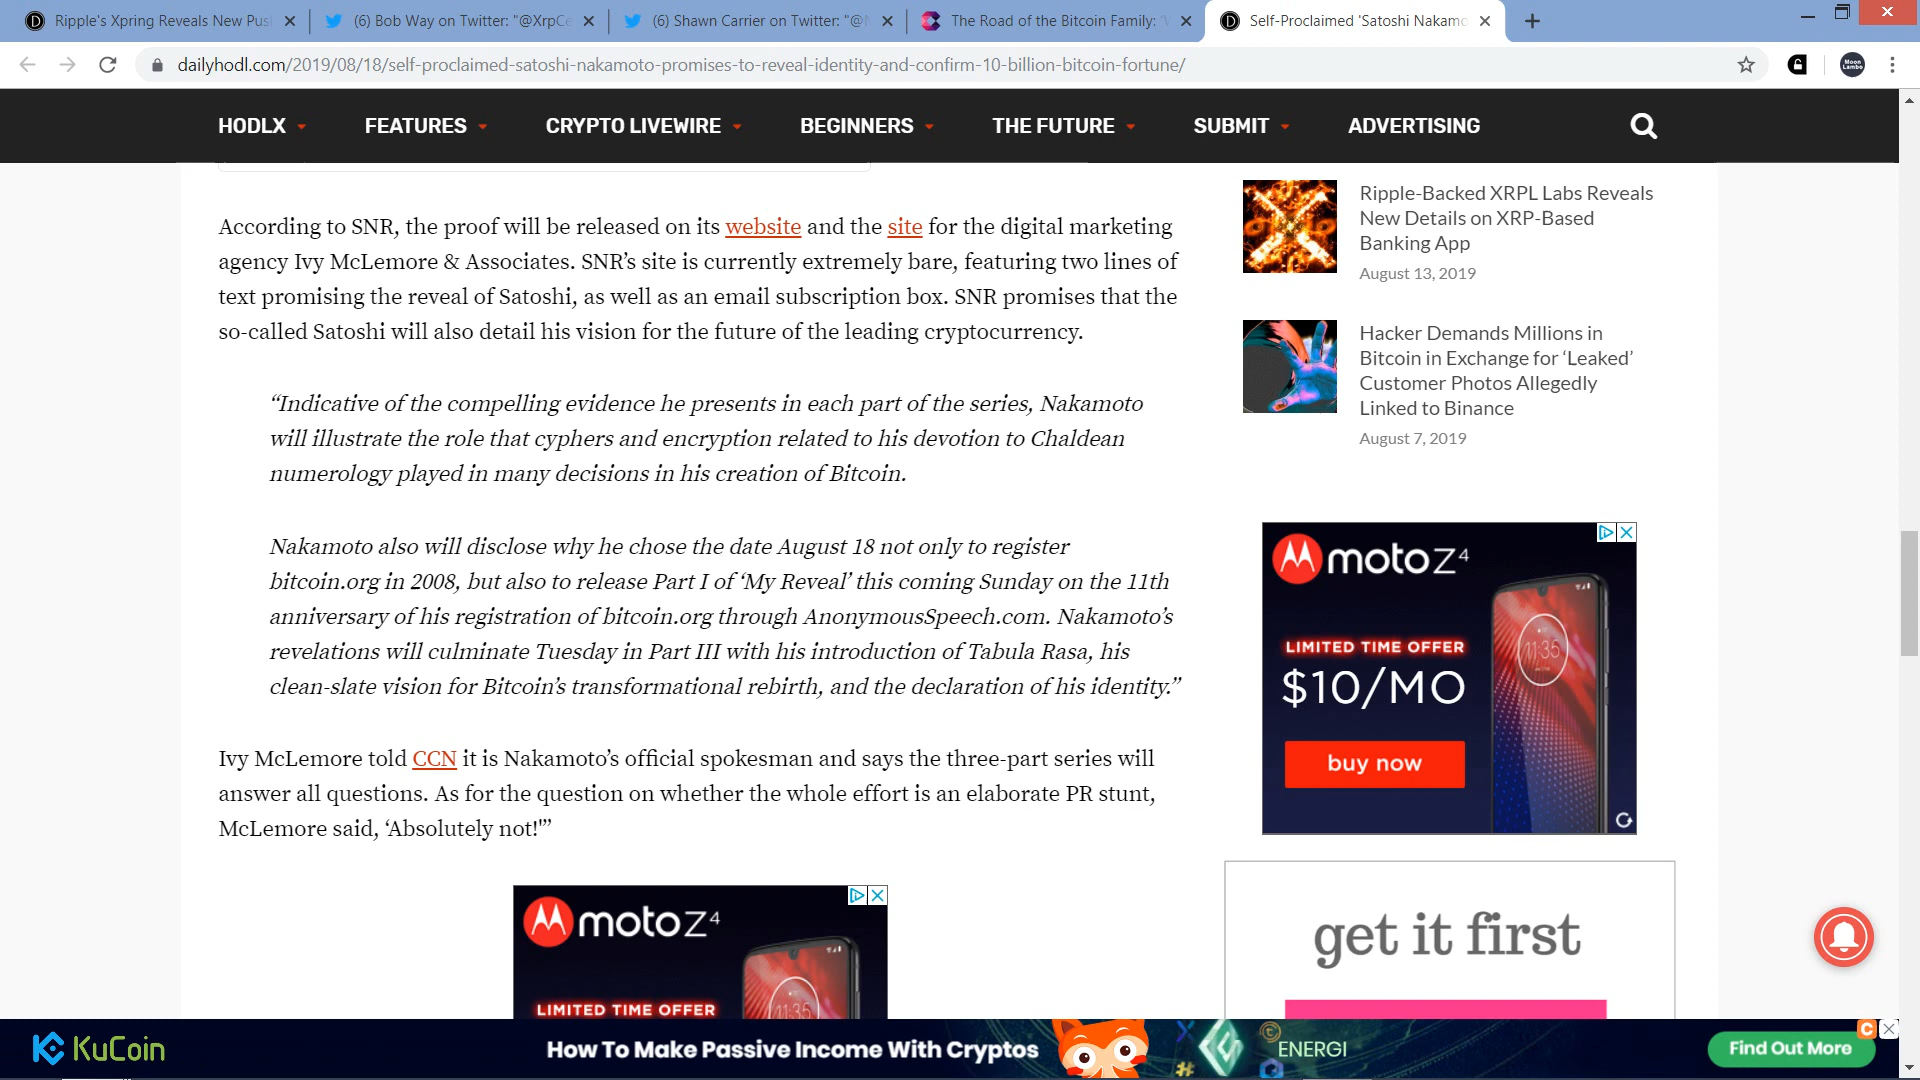 Ripple's Xpring Reveals New Pus
(6) Bob Way on Twitter: "@XrpCe
(6) Shawn Carrier on Twitter: "@
The Road of the Bitcoin Family: '
Self-Proclaimed 'Satoshi Nakamo
dailyhodl.com/2019/08/18/self-proclaimed-satoshi-nakamoto-promises-to-reveal-identity-and-confirm-10-billion-bitcoin-fortune/
Moon Lambo
HODLX FEATURES CRYPTO LIVEWIRE BEGINNERS THE FUTURE SUBMIT ADVERTISING
According to SNR, the proof will be released on its website and the site for the digital marketing
agency Ivy McLemore & Associates. SNR’s site is currently extremely bare, featuring two lines of
text promising the reveal of Satoshi, as well as an email subscription box. SNR promises that the
so-called Satoshi will also detail his vision for the future of the leading cryptocurrency.
“Indicative of the compelling evidence he presents in each part of the series, Nakamoto
will illustrate the role that cyphers and encryption related to his devotion to Chaldean
numerology played in many decisions in his creation of Bitcoin.
Nakamoto also will disclose why he chose the date August 18 not only to register
bitcoin.org in 2008, but also to release Part I of ‘My Reveal’ this coming Sunday on the 11th
anniversary of his registration of bitcoin.org through AnonymousSpeech.com. Nakamoto’s
revelations will culminate Tuesday in Part III with his introduction of Tabula Rasa, his
clean-slate vision for Bitcoin’s transformational rebirth, and the declaration of his identity.”
Ivy McLemore told CCN it is Nakamoto’s official spokesman and says the three-part series will
answer all questions. As for the question on whether the whole effort is an elaborate PR stunt,
McLemore said, ‘Absolutely not!'”
moto z4
LIMITED TIME OFFER
11:35
Ripple-Backed XRPL Labs Reveals
New Details on XRP-Based
Banking App
August 13, 2019
Hacker Demands Millions in
Bitcoin in Exchange for ‘Leaked’
Customer Photos Allegedly
Linked to Binance
August 7, 2019
moto z4
LIMITED TIME OFFER
$10/MO
buy now
11:35
get it first
KuCoin
How To Make Passive Income With Cryptos
ENERGI
Find Out More